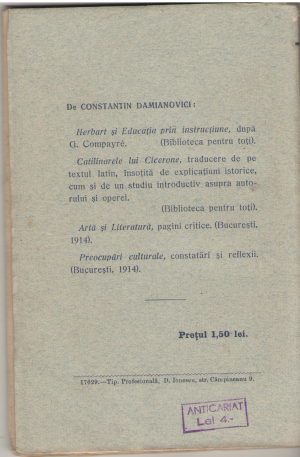 De CONSTANTIN DAMIANOVICI:
Herbart și Educația prin instrucțiune, după
G. Compayré. (Biblioteca pentru toți).
Catilinarele lui Cicerone, traducere de pe
textul latin, însoțită de explicațiuni istorice,
cum și de un studiu introductiv asupra auto-
rului și operei.
(Biblioteca pentru toți).
Artă și Literatură, pagini critice. (București,
1914).
Preocupări culturale, constatări și reflexii.
(București, 1914).
Prețul 1,50 lei.
17629.—Tip. Profesională, D. Ionescu, str. Câmpineanu 9.
ANTICARIAT
Lei 4.-